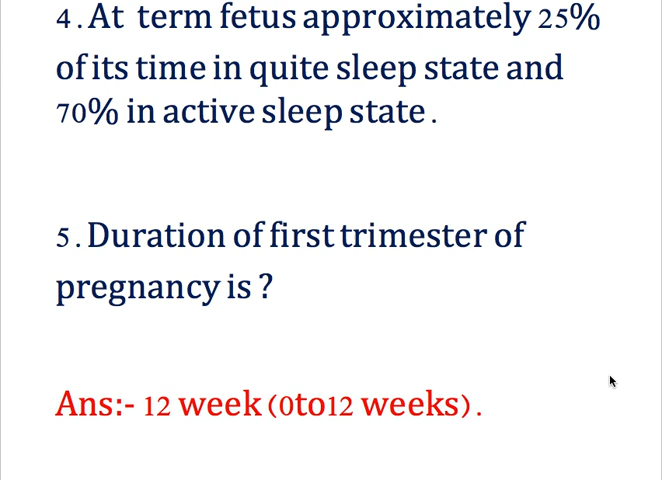 4. At term fetus approximately 25%
of its time in quite sleep state and
70% in active sleep state.
5. Duration of first trimester of
pregnancy is ?
Ans:- 12 week (0to12 weeks).